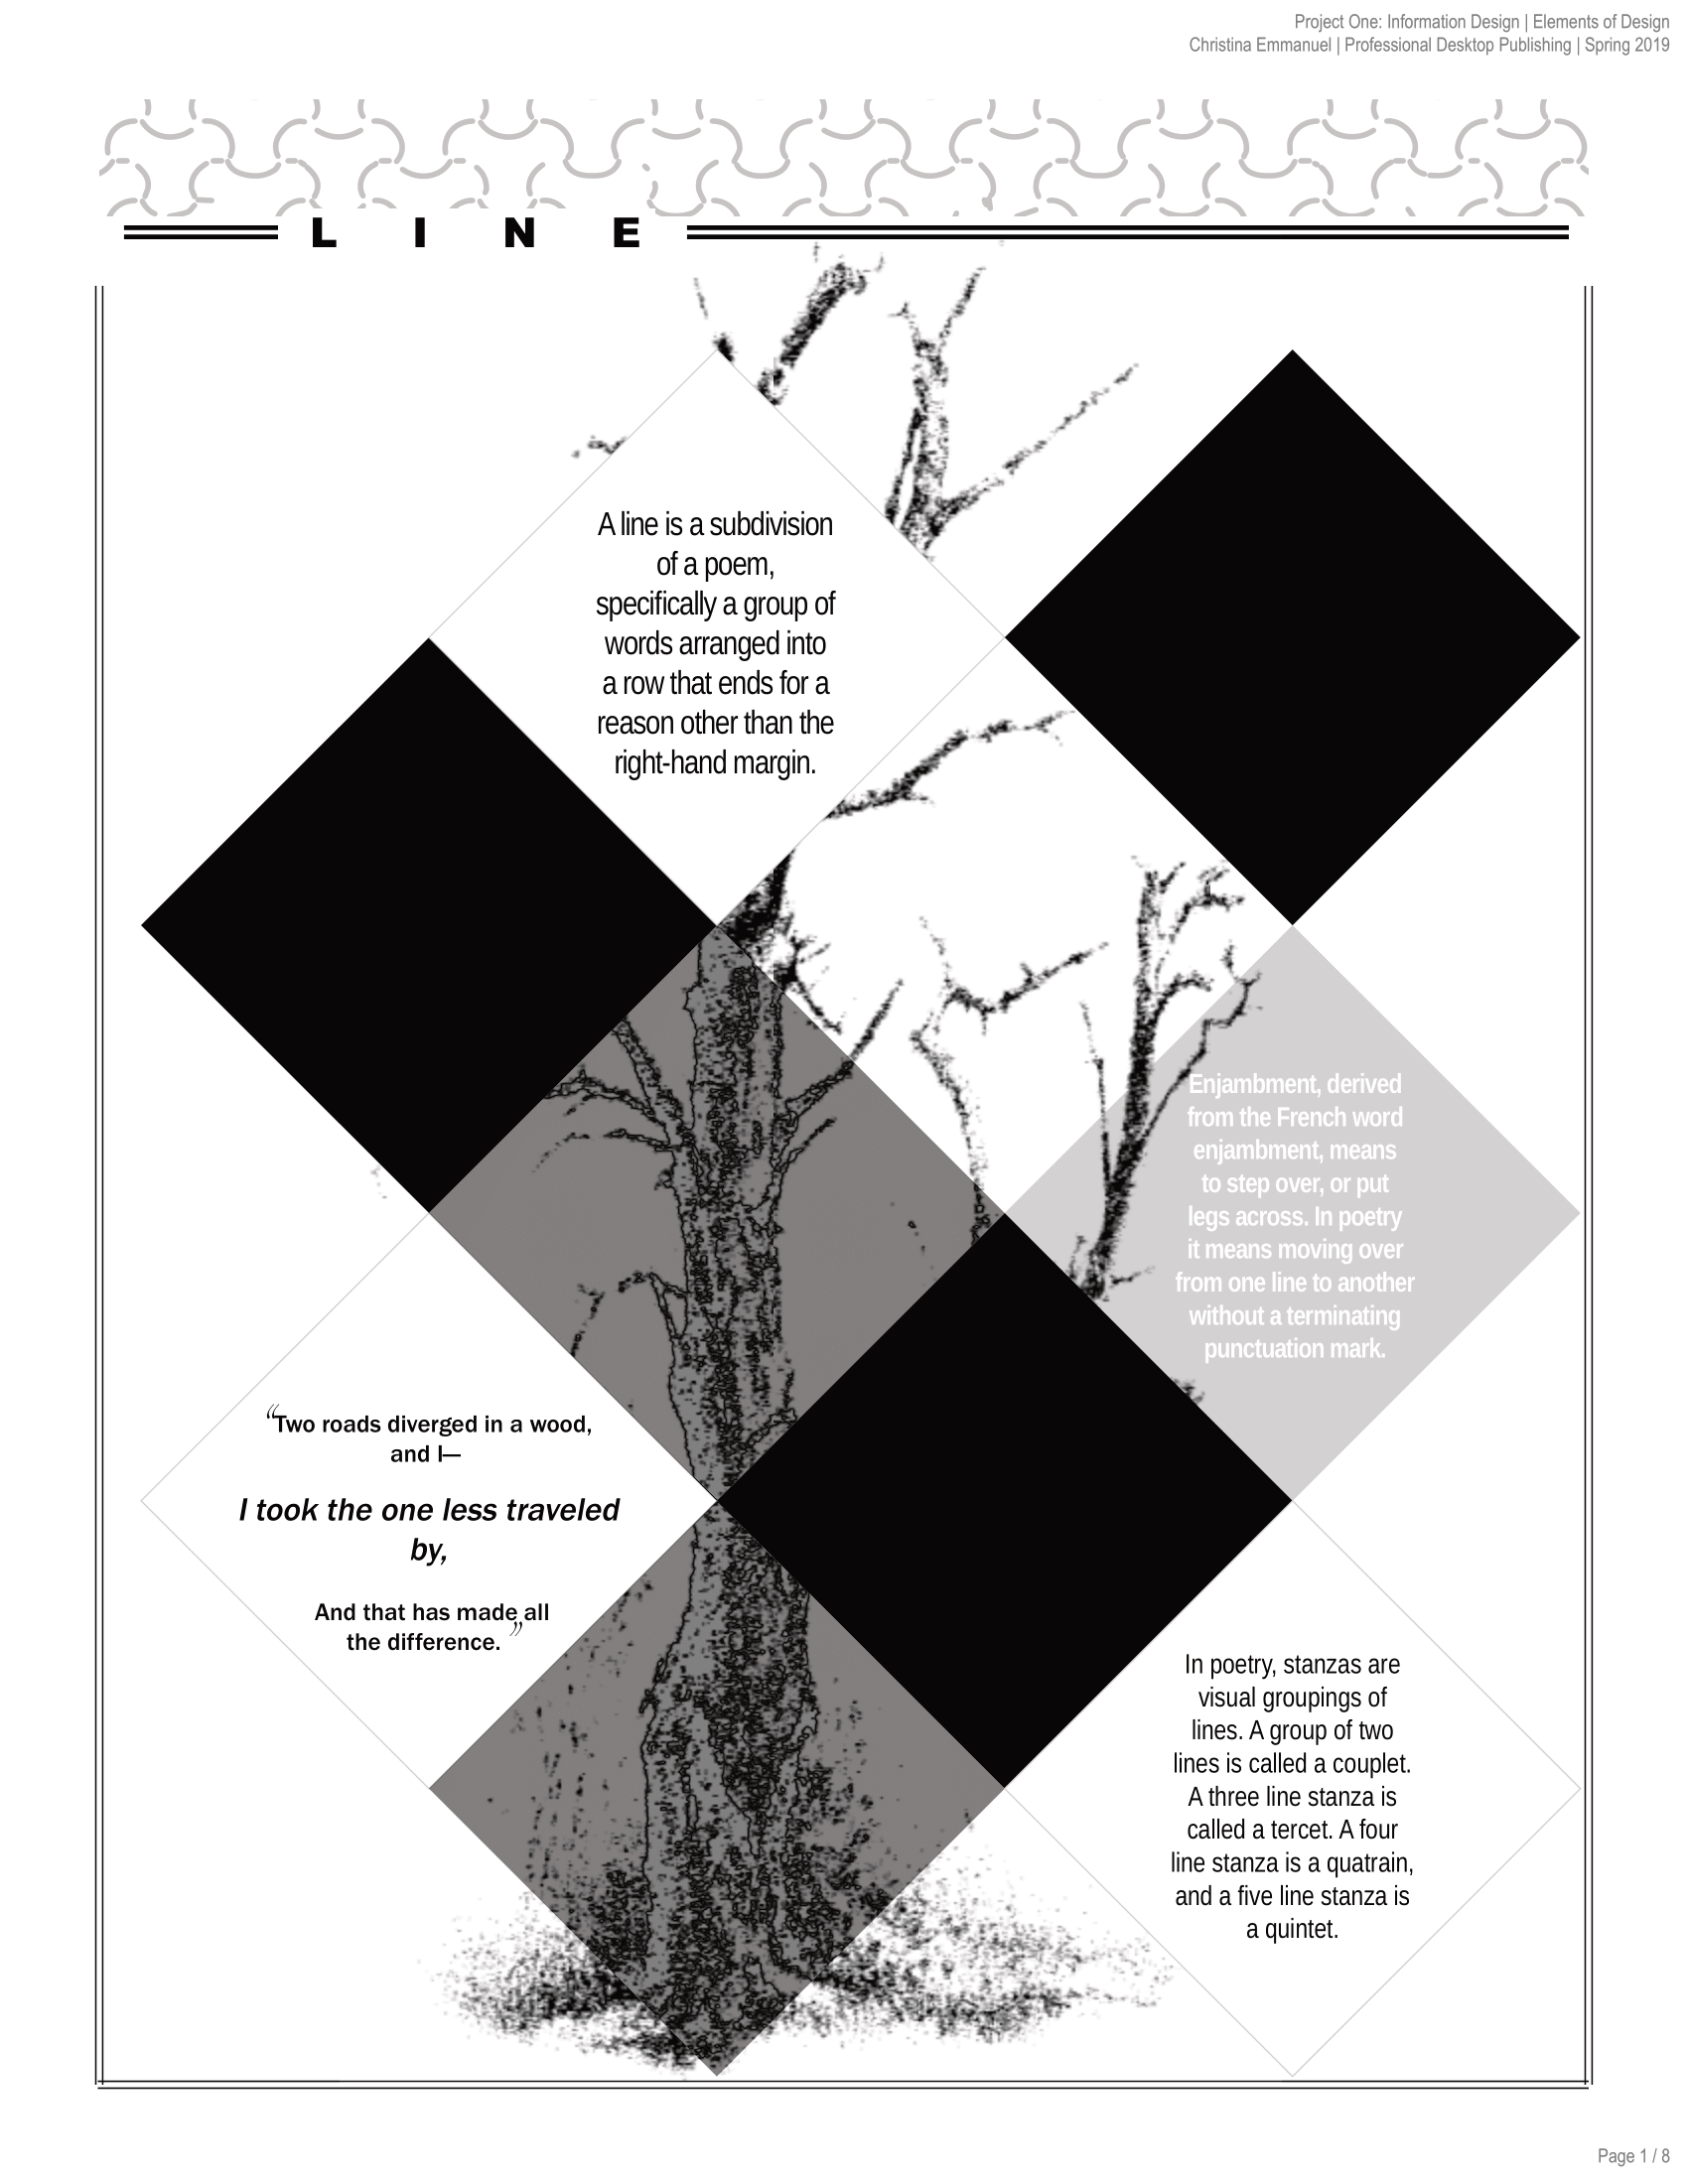 Project One: Information Design | Elements of Design
Christina Emmanuel | Professional Desktop Publishing | Spring 2019
L I N E
A line is a subdivision
of a poem,
specifically a group of
words arranged into
a row that ends for a
reason other than the
right-hand margin.
Enjambment, derived
from the French word
enjambment, means
to step over, or put
legs across. In poetry
it means moving over
from one line to another
without a terminating
punctuation mark.
“Two roads diverged in a wood,
and I—
I took the one less traveled
by,
And that has made all
the difference. ”
In poetry, stanzas are
visual groupings of
lines. A group of two
lines is called a couplet.
A three line stanza is
called a tercet. A four
line stanza is a quatrain,
and a five line stanza is
a quintet.
Page 1 / 8